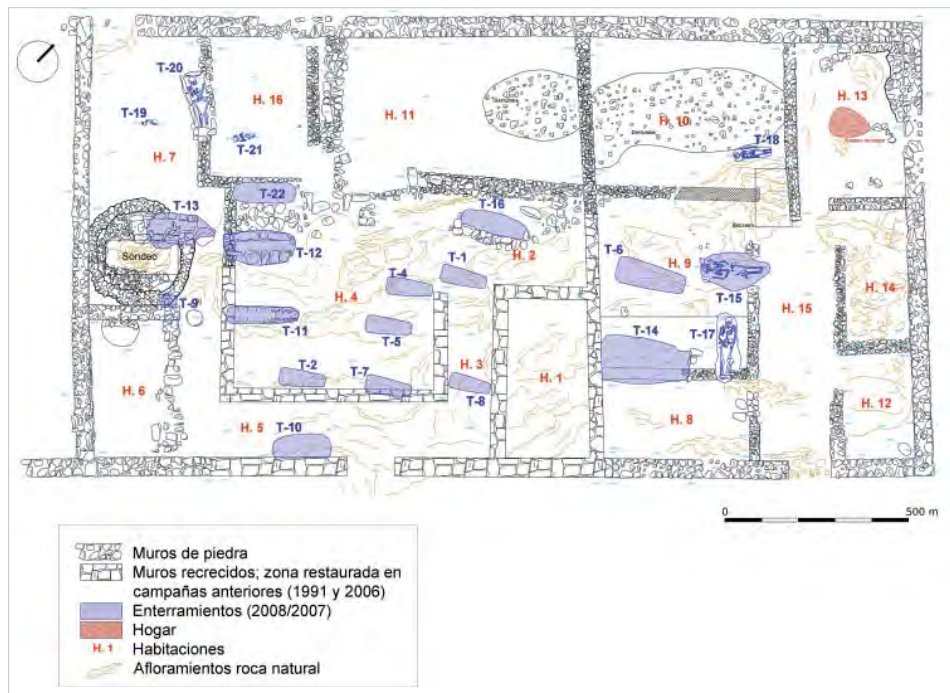 T-20
H. 16
H. 11
H. 13
T-19
H. 10
T-21
T-18
H. 7
T-22
T-13
T-16
T-12
H. 2
T-6
H. 9
Sondeo
T-4
T-1
H. 14
T-9
H. 4
T-15
H. 15
T-11
T-5
T-14
T-17
H. 3
H. 1
T-2
T-7
T-8
H. 6
H. 12
H. 5
T-10
H. 8
0
500 m
Muros de piedra
Muros recrecidos; zona restaurada en
campañas anteriores (1991 y 2006)
Enterramientos (2008/2007)
Hogar
H. 1
Habitaciones
Afloramientos roca natural